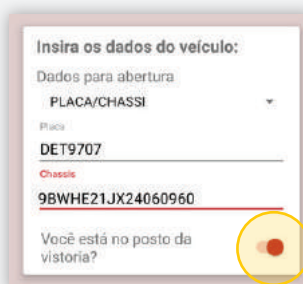 Insira os dados do veículo:
Dados para abertura
PLACA/CHASSI
Placa
DET9707
Chassis
9BWHE21JX24060960
Você está no posto da
vistoria?